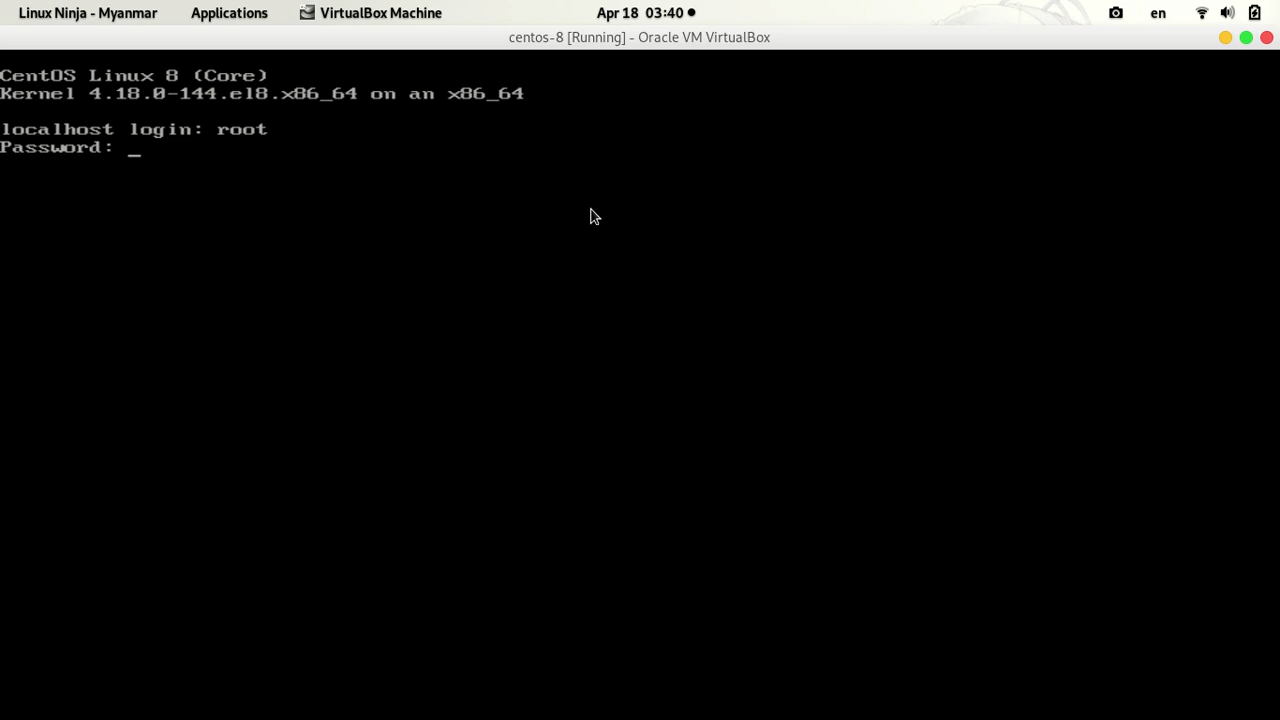 Linux Ninja - Myanmar Applications VirtualBox Machine Apr 18 03:40 en
centos-8 [Running] - Oracle VM VirtualBox
CentOS Linux 8 (Core)
Kernel 4.18.0-144.el8.x86_64 on an x86_64
localhost login: root
Password: _